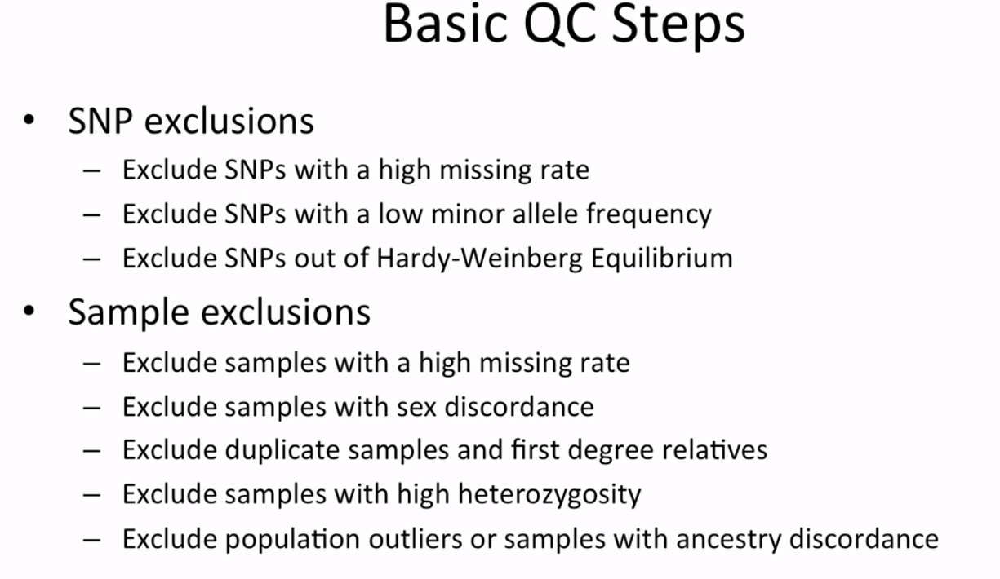 Basic QC Steps
• SNP exclusions
– Exclude SNPs with a high missing rate
– Exclude SNPs with a low minor allele frequency
– Exclude SNPs out of Hardy-Weinberg Equilibrium
• Sample exclusions
– Exclude samples with a high missing rate
– Exclude samples with sex discordance
– Exclude duplicate samples and first degree relatives
– Exclude samples with high heterozygosity
– Exclude population outliers or samples with ancestry discordance